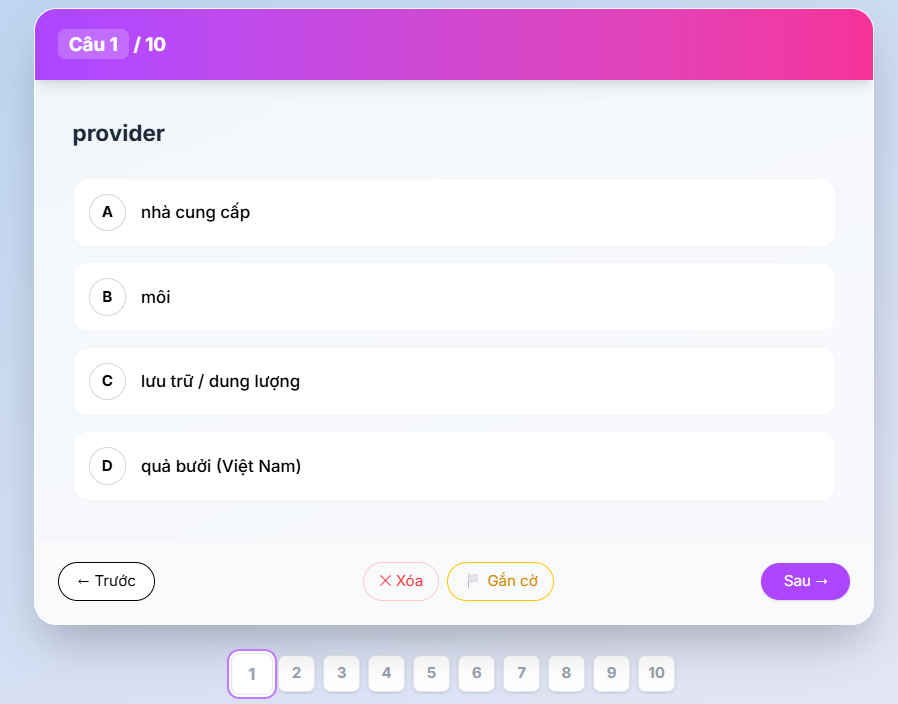 Câu 1 / 10
provider
A nhà cung cấp
B môi
C lưu trữ / dung lượng
D quả bưởi (Việt Nam)
← Trước ✕ Xóa Gắn cờ Sau →
1 2 3 4 5 6 7 8 9 10